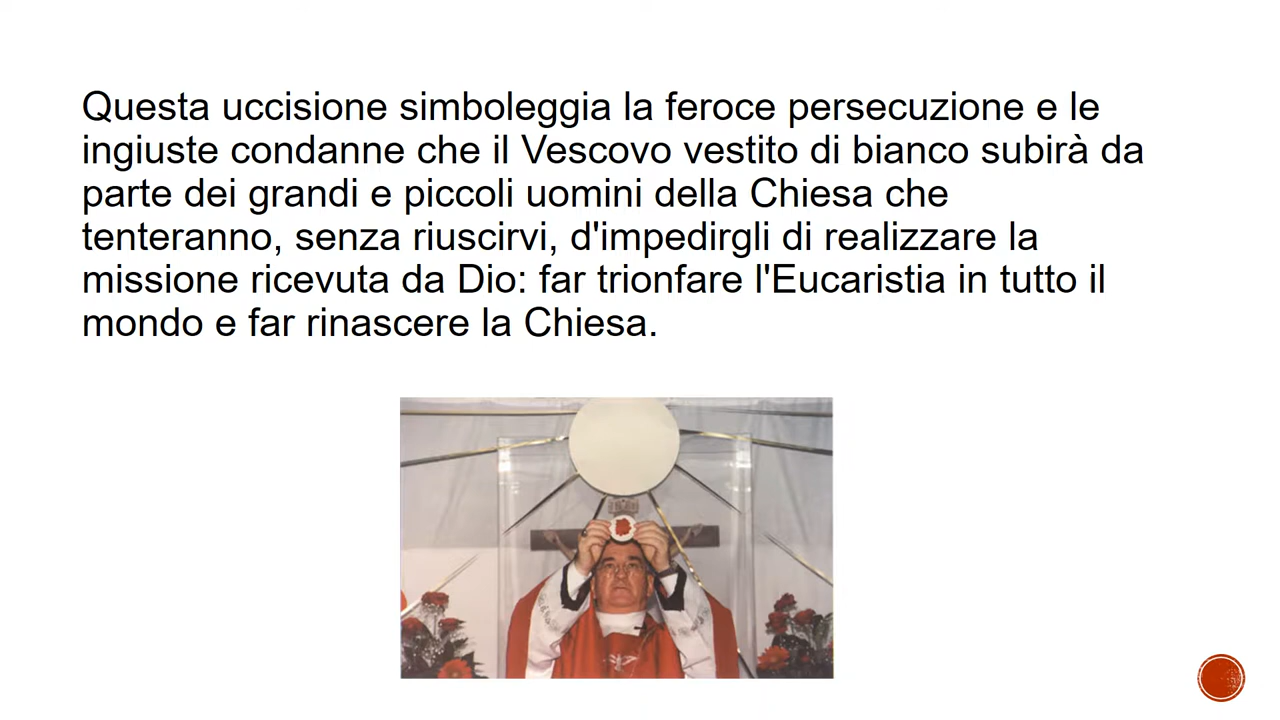 Questa uccisione simboleggia la feroce persecuzione e le
ingiuste condanne che il Vescovo vestito di bianco subirà da
parte dei grandi e piccoli uomini della Chiesa che
tenteranno, senza riuscirvi, d'impedirgli di realizzare la
missione ricevuta da Dio: far trionfare l'Eucaristia in tutto il
mondo e far rinascere la Chiesa.